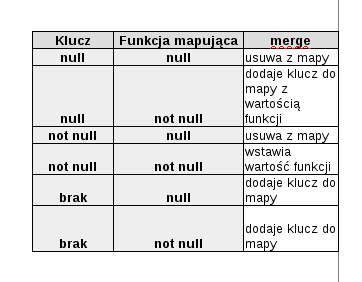 Klucz Funkcja mapująca merge
null null usuwa z mapy
dodaje klucz do
mapy z
wartością
null not null funkcji
not null null usuwa z mapy
wstawia
not null not null wartość funkcji
dodaje klucz do
brak null mapy
dodaje klucz do
brak not null mapy